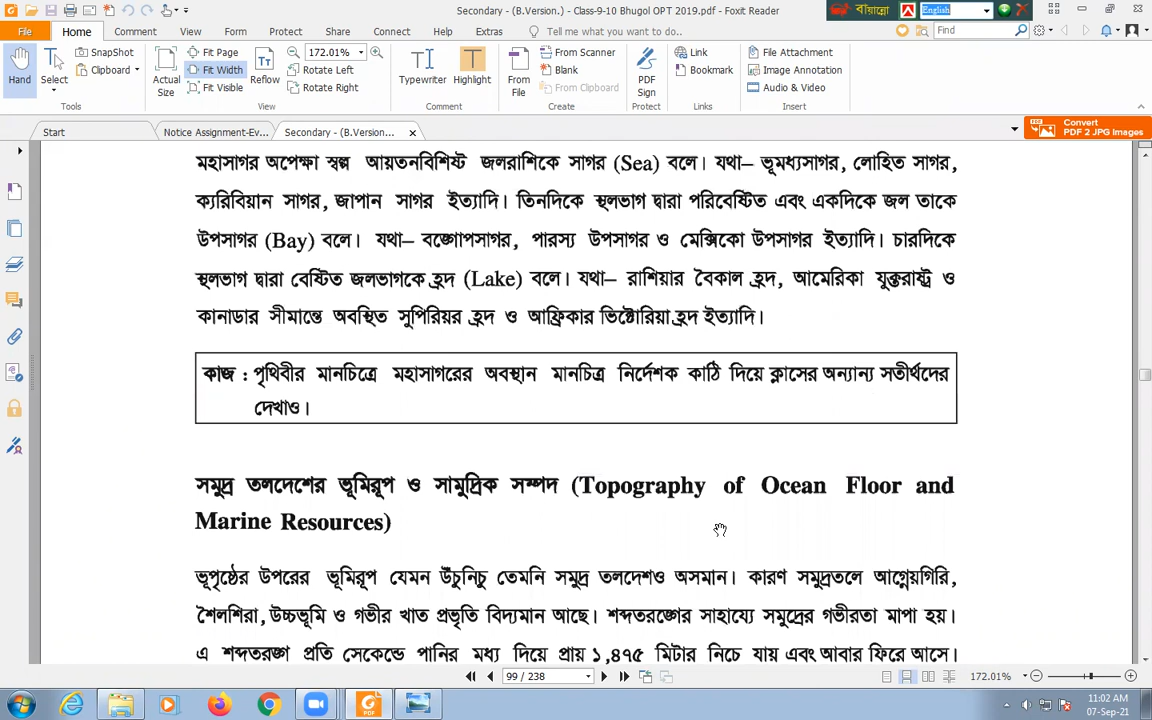 Secondary - (B.Version.) - Class-9-10 Bhugol OPT 2019.pdf - Foxit Reader
বায়ান্নো
English
File Home Comment View Form Protect Share Connect Help Extras Tell me what you want to do.. Find
Hand
Select
SnapShot
Clipboard
Tools
Actual Size
Fit Page
Fit Width
Fit Visible
Reflow
172.01%
Rotate Left
Rotate Right
View
Typewriter
Highlight
Comment
From File
From Scanner
Blank
From Clipboard
Create
PDF Sign
Protect
Link
Bookmark
Links
File Attachment
Image Annotation
Audio & Video
Insert
Start Notice Assignment-Ev... Secondary - (B.Version...
Convert
PDF 2 JPG Images
মহাসাগর অপেক্ষা স্বল্প আয়তনবিশিষ্ট জলরাশিকে সাগর (Sea) বলে। যথা– ভূমধ্যসাগর, লোহিত সাগর,
ক্যরিবিয়ান সাগর, জাপান সাগর ইত্যাদি। তিনদিকে স্থলভাগ দ্বারা পরিবেষ্টিত এবং একদিকে জল তাকে
উপসাগর (Bay) বলে। যথা– বঙ্গোপসাগর, পারস্য উপসাগর ও মেক্সিকো উপসাগর ইত্যাদি। চারদিকে
স্থলভাগ দ্বারা বেষ্টিত জলভাগকে হ্রদ (Lake) বলে। যথা– রাশিয়ার বৈকাল হ্রদ, আমেরিকা যুক্তরাষ্ট্র ও
কানাডার সীমান্তে অবস্থিত সুপিরিয়র হ্রদ ও আফ্রিকার ভিক্টোরিয়া হ্রদ ইত্যাদি।
কাজ : পৃথিবীর মানচিত্রে মহাসাগরের অবস্থান মানচিত্র নির্দেশক কাঠি দিয়ে ক্লাসের অন্যান্য সতীর্থদের
দেখাও।
সমুদ্র তলদেশের ভূমিরূপ ও সামুদ্রিক সম্পদ (Topography of Ocean Floor and
Marine Resources)
ভূপৃষ্ঠের উপরের ভূমিরূপ যেমন উঁচুনিচু তেমনি সমুদ্র তলদেশও অসমান। কারণ সমুদ্রতলে আগ্নেয়গিরি,
শৈলশিরা, উচ্চভূমি ও গভীর খাত প্রভৃতি বিদ্যমান আছে। শব্দতরঙ্গের সাহায্যে সমুদ্রের গভীরতা মাপা হয়।
এ শব্দতরঙ্গ প্রতি সেকেন্ডে পানির মধ্য দিয়ে প্রায় ১,৪৭৫ মিটার নিচে যায় এবং আবার ফিরে আসে।
99 / 238
172.01%
11:02 AM
07-Sep-21